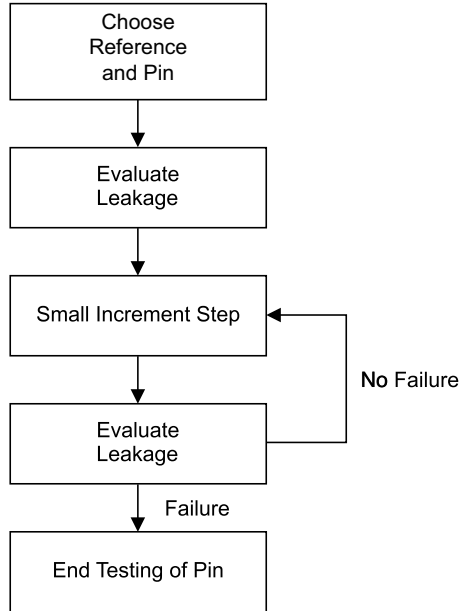 Choose
Reference
and Pin
Evaluate
Leakage
Small Increment Step
No Failure
Evaluate
Leakage
Failure
End Testing of Pin